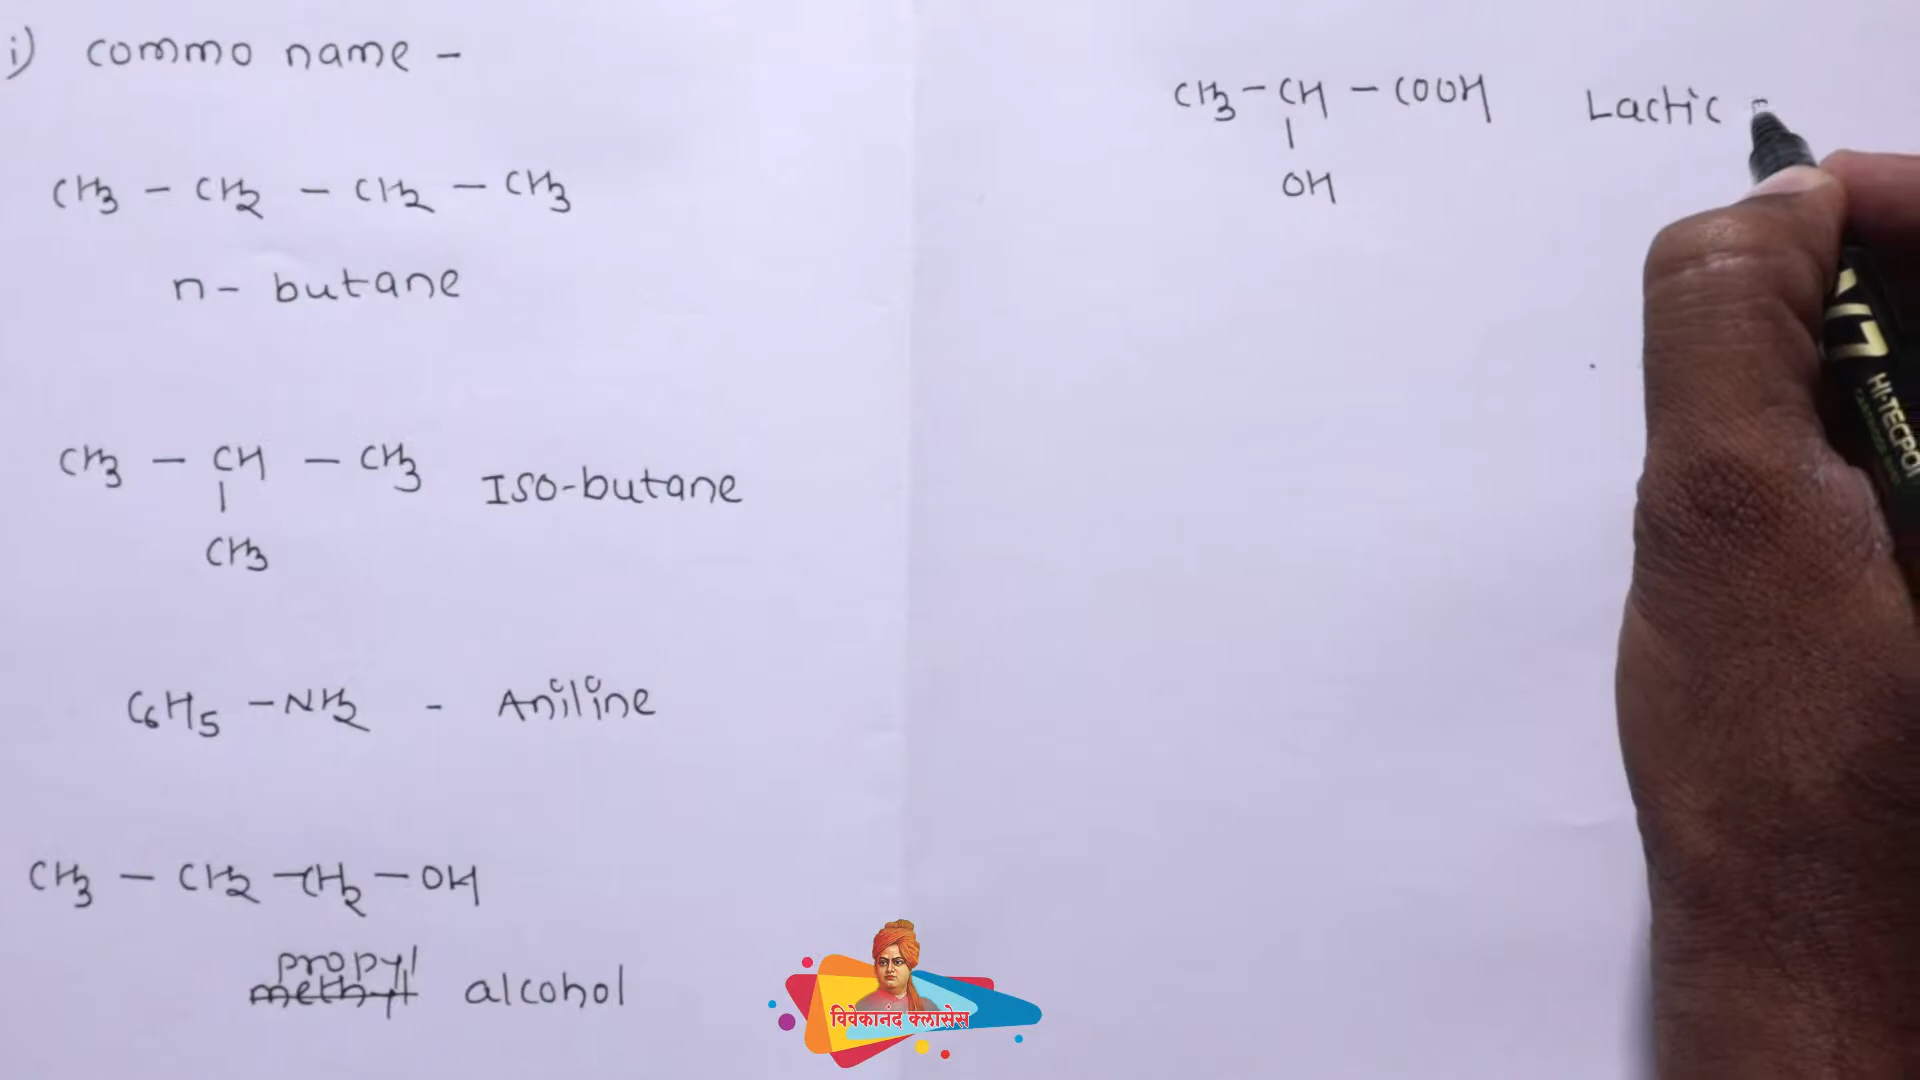 i) commo name -
CH3 - CH2 - CH2 - CH3
n- butane
CH3 - CH - CH3 Iso-butane
|
CH3
C6H5 - NH2 - Aniline
CH3 - CH2 - CH2 - OH
propyl
methyl alcohol
CH3 - CH - COOH Lactic
|
OH
V7
HI-TECPOI
विवेकानंद क्लासेस